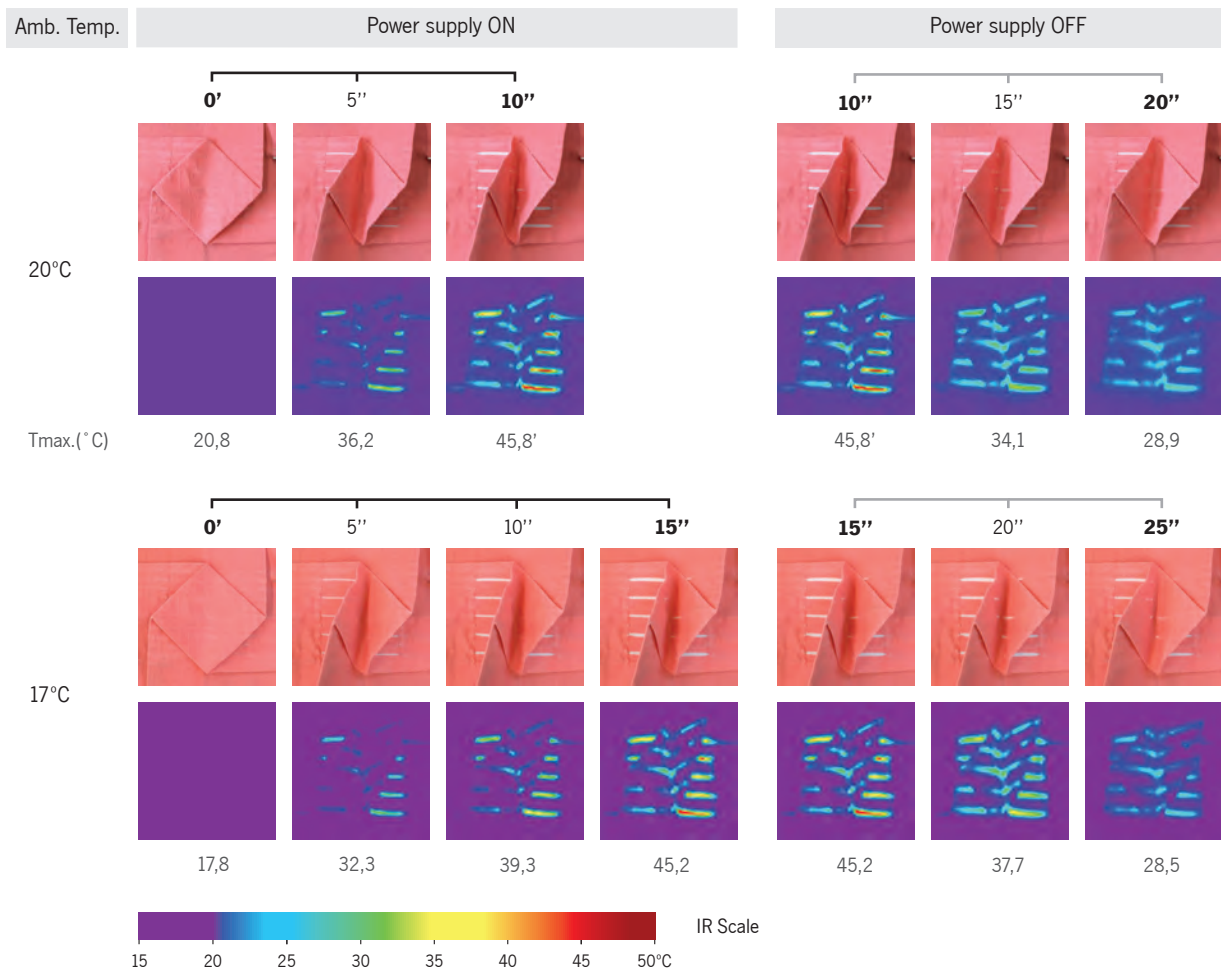 Amb. Temp. Power supply ON Power supply OFF
0’ 5’’ 10’’ 10’’ 15’’ 20’’
20°C
Tmax.(˚C) 20,8 36,2 45,8’ 45,8’ 34,1 28,9
0’ 5’’ 10’’ 15’’ 15’’ 20’’ 25’’
17°C
17,8 32,3 39,3 45,2 45,2 37,7 28,5
IR Scale
15 20 25 30 35 40 45 50°C